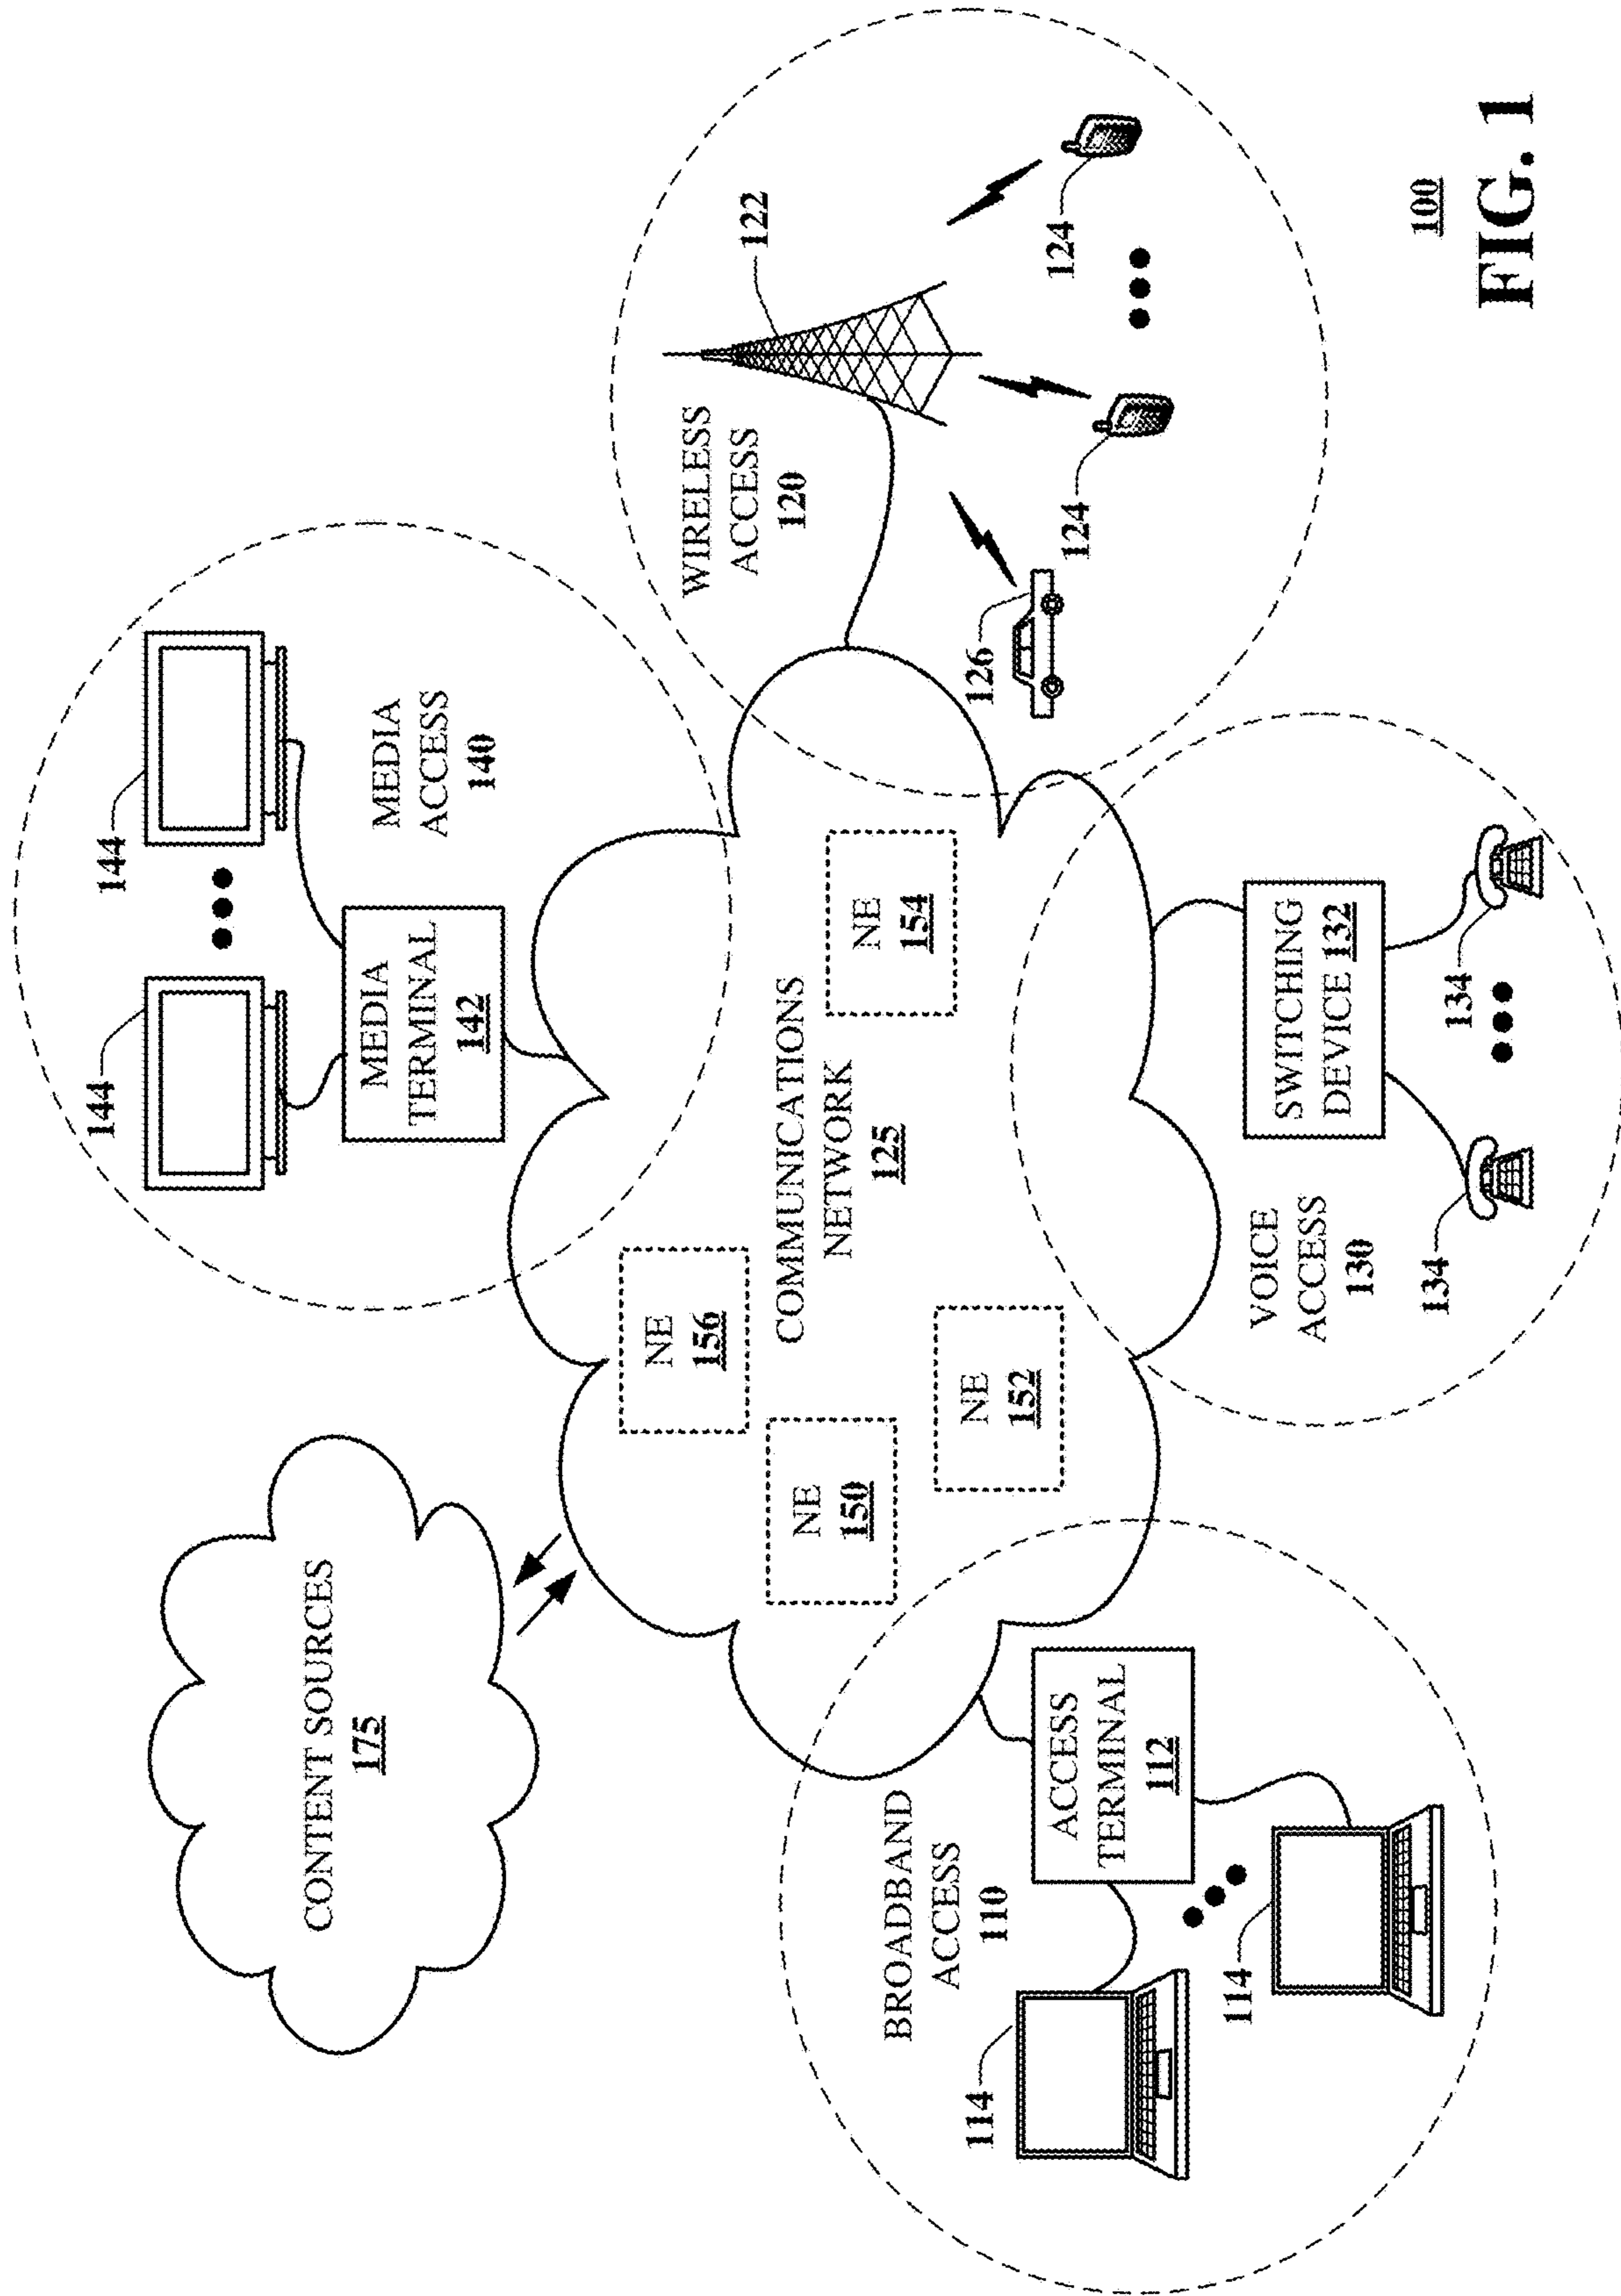 CONTENT SOURCES
175
144
144
MEDIA
TERMINAL
142
MEDIA
ACCESS
140
WIRELESS
ACCESS
120
122
124
124
126
NE
156
NE
150
NE
152
NE
154
COMMUNICATIONS
NETWORK
125
BROADBAND
ACCESS
110
ACCESS
TERMINAL
112
114
114
VOICE
ACCESS
130
SWITCHING
DEVICE 132
134
134
100
FIG. 1